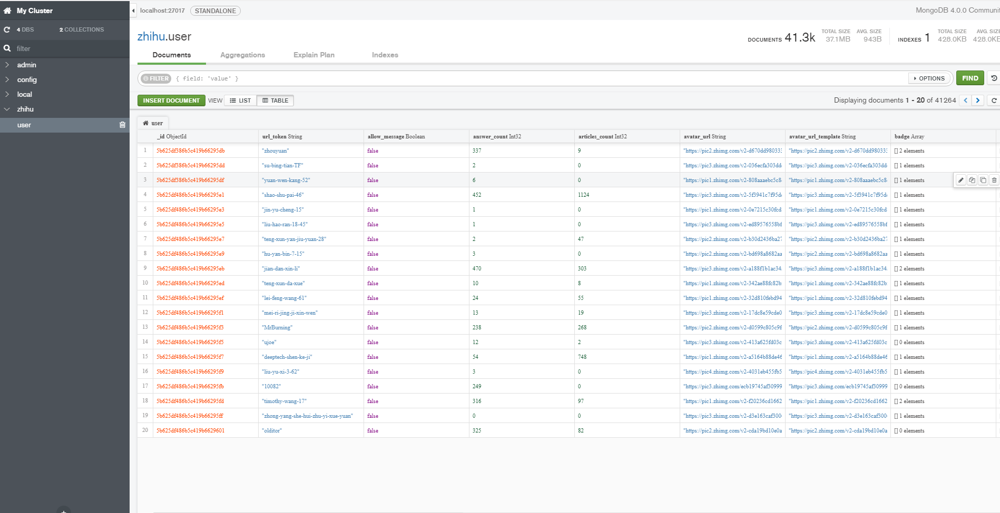 My Cluster
localhost:27017 STANDALONE MongoDB 4.0.0
4 DBS 2 COLLECTIONS
filter
admin
config
local
zhihu
user
zhihu.user
DOCUMENTS 41.3k TOTAL SIZE 37.1MB AVG. SIZE 943B INDEXES 1 TOTAL SIZE 428.0KB AVG. 428.0KB
Documents Aggregations Explain Plan Indexes
FILTER { field: 'value' } OPTIONS FIND
INSERT DOCUMENT VIEW LIST TABLE Displaying documents 1 - 20 of 41264
user
_id ObjectId url_token String allow_message Boolean answer_count Int32 articles_count Int32 avatar_url String avatar_url_template String badge Array
1 5b625df386b5c419b66295db "zhouyuan" false 337 9 "https://pic2.zhimg.com/v2-d670dd980333 "https://pic2.zhimg.com/v2-d670dd980333 [] 2 elements
2 5b625df386b5c419b66295dd "su-bing-tian-TF" false 2 0 "https://pic3.zhimg.com/v2-036ecfa303dd "https://pic3.zhimg.com/v2-036ecfa303dd [] 1 elements
3 5b625df486b5c419b66295df "yuan-wen-kang-52" false 6 0 "https://pic1.zhimg.com/v2-808aaaebc5c8 "https://pic1.zhimg.com/v2-808aaaebc5c8 [] 1 elements
4 5b625df486b5c419b66295e1 "shao-shu-pai-46" false 452 1124 "https://pic3.zhimg.com/v2-5f3941c7f95d "https://pic3.zhimg.com/v2-5f3941c7f95d [] 1 elements
5 5b625df486b5c419b66295e3 "jin-yu-cheng-15" false 1 0 "https://pic1.zhimg.com/v2-0e7215c30fcd "https://pic1.zhimg.com/v2-0e7215c30fcd [] 1 elements
6 5b625df486b5c419b66295e5 "liu-hao-ran-18-45" false 1 0 "https://pic3.zhimg.com/v2-ed89576558bf "https://pic3.zhimg.com/v2-ed89576558bf [] 1 elements
7 5b625df486b5c419b66295e7 "teng-xun-yan-jiu-yuan-28" false 2 47 "https://pic2.zhimg.com/v2-b30d2436ba27 "https://pic2.zhimg.com/v2-b30d2436ba27 [] 1 elements
8 5b625df486b5c419b66295e9 "hu-yan-bin-7-15" false 3 0 "https://pic2.zhimg.com/v2-bd698a8682aa "https://pic2.zhimg.com/v2-bd698a8682aa [] 1 elements
9 5b625df486b5c419b66295eb "jian-dan-xin-li" false 470 303 "https://pic3.zhimg.com/v2-a188f1b1ac34 "https://pic3.zhimg.com/v2-a188f1b1ac34 [] 2 elements
10 5b625df486b5c419b66295ed "teng-xun-da-xue" false 10 8 "https://pic1.zhimg.com/v2-342ae88fc82b "https://pic1.zhimg.com/v2-342ae88fc82b [] 1 elements
11 5b625df486b5c419b66295ef "lei-feng-wang-61" false 24 55 "https://pic1.zhimg.com/v2-32d810febd94 "https://pic1.zhimg.com/v2-32d810febd94 [] 1 elements
12 5b625df486b5c419b66295f1 "mei-ri-jing-ji-xin-wen" false 13 19 "https://pic3.zhimg.com/v2-17dc8e59cde0 "https://pic3.zhimg.com/v2-17dc8e59cde0 [] 1 elements
13 5b625df486b5c419b66295f3 "MrBurning" false 238 268 "https://pic2.zhimg.com/v2-d0599c805c9f "https://pic2.zhimg.com/v2-d0599c805c9f [] 1 elements
14 5b625df486b5c419b66295f5 "ujoe" false 12 2 "https://pic3.zhimg.com/v2-413a625fd03c "https://pic3.zhimg.com/v2-413a625fd03c [] 0 elements
15 5b625df486b5c419b66295f7 "deeptech-shen-ke-ji" false 54 748 "https://pic1.zhimg.com/v2-a5164b88de46 "https://pic1.zhimg.com/v2-a5164b88de46 [] 1 elements
16 5b625df486b5c419b66295f9 "liu-yu-xi-3-62" false 3 0 "https://pic4.zhimg.com/v2-4031eb455fb5 "https://pic4.zhimg.com/v2-4031eb455fb5 [] 1 elements
17 5b625df486b5c419b66295fb "10082" false 249 0 "https://pic3.zhimg.com/ecb19745af30999 "https://pic3.zhimg.com/ecb19745af30999 [] 0 elements
18 5b625df486b5c419b66295fd "timothy-wang-17" false 316 97 "https://pic1.zhimg.com/v2-f20236cd1662 "https://pic1.zhimg.com/v2-f20236cd1662 [] 2 elements
19 5b625df486b5c419b66295ff "zhong-yang-she-hui-zhu-yi-xue-yuan" false 0 0 "https://pic3.zhimg.com/v2-d3e163caf300 "https://pic3.zhimg.com/v2-d3e163caf300 [] 1 elements
20 5b625df486b5c419b6629601 "olditor" false 325 82 "https://pic2.zhimg.com/v2-cda19bd10e0a "https://pic2.zhimg.com/v2-cda19bd10e0a [] 0 elements